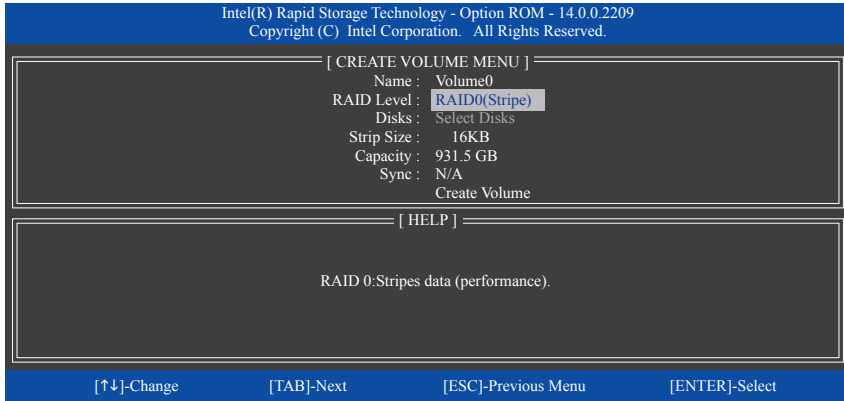 Intel(R) Rapid Storage Technology - Option ROM - 14.0.0.2209
Copyright (C) Intel Corporation. All Rights Reserved.
[ CREATE VOLUME MENU ]
Name : Volume0
RAID Level : RAID0(Stripe)
Disks : Select Disks
Strip Size : 16KB
Capacity : 931.5 GB
Sync : N/A
Create Volume
[ HELP ]
RAID 0:Stripes data (performance).
[↑↓]-Change [TAB]-Next [ESC]-Previous Menu [ENTER]-Select